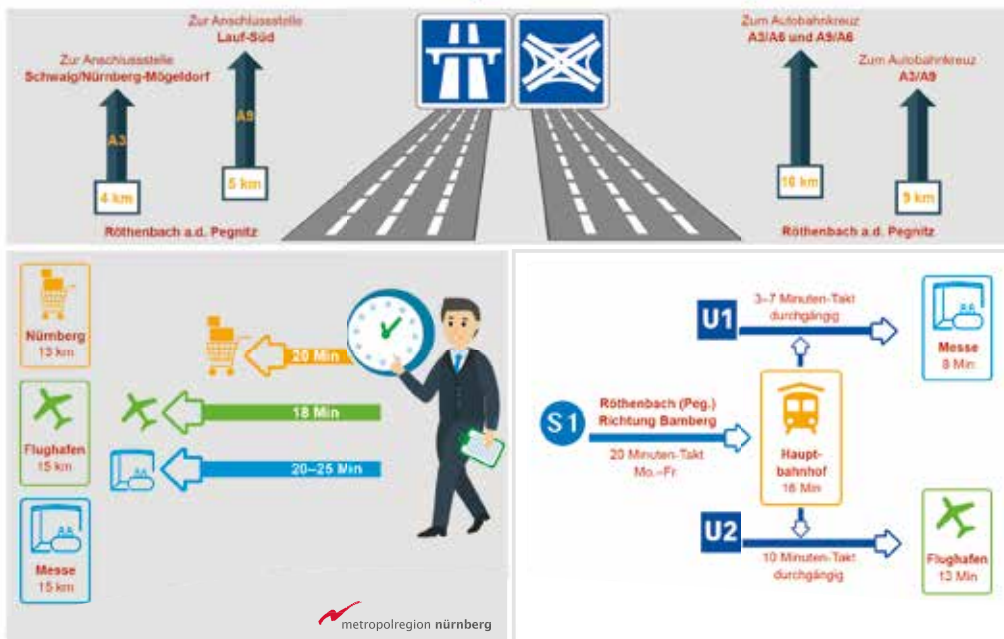 Zur Anschlussstelle
Lauf-Süd
Zur Anschlussstelle
Schwaig/Nürnberg-Mögeldorf
A3
A9
4 km
5 km
Röthenbach a.d. Pegnitz
Zum Autobahnkreuz
A3/A6 und A9/A6
Zum Autobahnkreuz
A3/A9
10 km
9 km
Röthenbach a.d. Pegnitz
Nürnberg
13 km
Flughafen
15 km
Messe
15 km
20 Min
18 Min
20–25 Min
metropolregion nürnberg
S1
Röthenbach (Peg.)
Richtung Bamberg
20 Minuten-Takt
Mo.–Fr.
U1
3–7 Minuten-Takt
durchgängig
Messe
8 Min
Haupt-
bahnhof
16 Min
U2
10 Minuten-Takt
durchgängig
Flughafen
13 Min